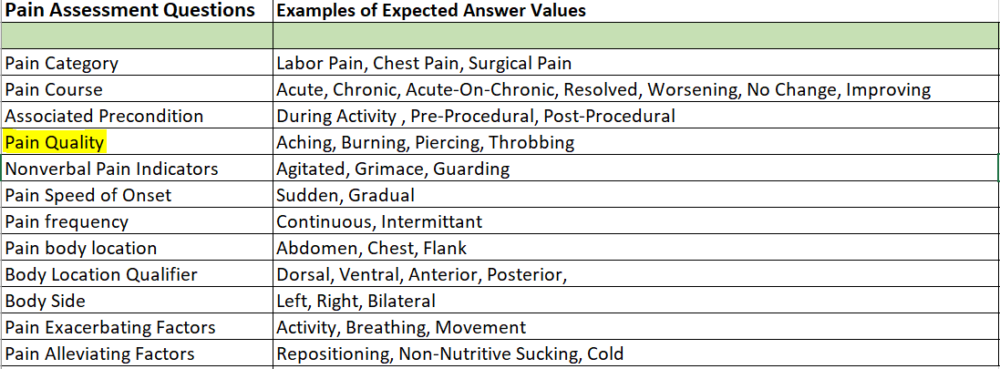 Pain Assessment Questions Examples of Expected Answer Values
Pain Category Labor Pain, Chest Pain, Surgical Pain
Pain Course Acute, Chronic, Acute-On-Chronic, Resolved, Worsening, No Change, Improving
Associated Precondition During Activity , Pre-Procedural, Post-Procedural
Pain Quality Aching, Burning, Piercing, Throbbing
Nonverbal Pain Indicators Agitated, Grimace, Guarding
Pain Speed of Onset Sudden, Gradual
Pain frequency Continuous, Intermittant
Pain body location Abdomen, Chest, Flank
Body Location Qualifier Dorsal, Ventral, Anterior, Posterior,
Body Side Left, Right, Bilateral
Pain Exacerbating Factors Activity, Breathing, Movement
Pain Alleviating Factors Repositioning, Non-Nutritive Sucking, Cold